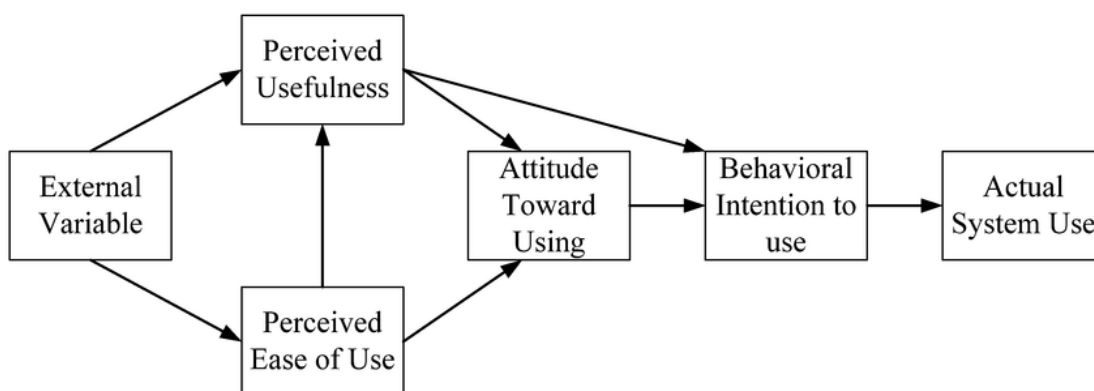 Perceived
Usefulness
External
Variable
Attitude
Toward
Using
Behavioral
Intention to
use
Actual
System Use
Perceived
Ease of Use